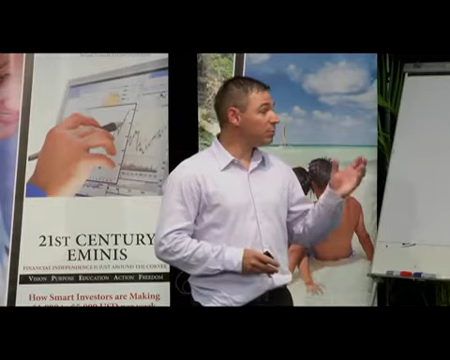 21ST CENTURY
EMINIS
FINANCIAL INDEPENDENCE IS JUST AROUND THE CORNER
VISION PURPOSE EDUCATION ACTION FREEDOM
How Smart Investors are Making